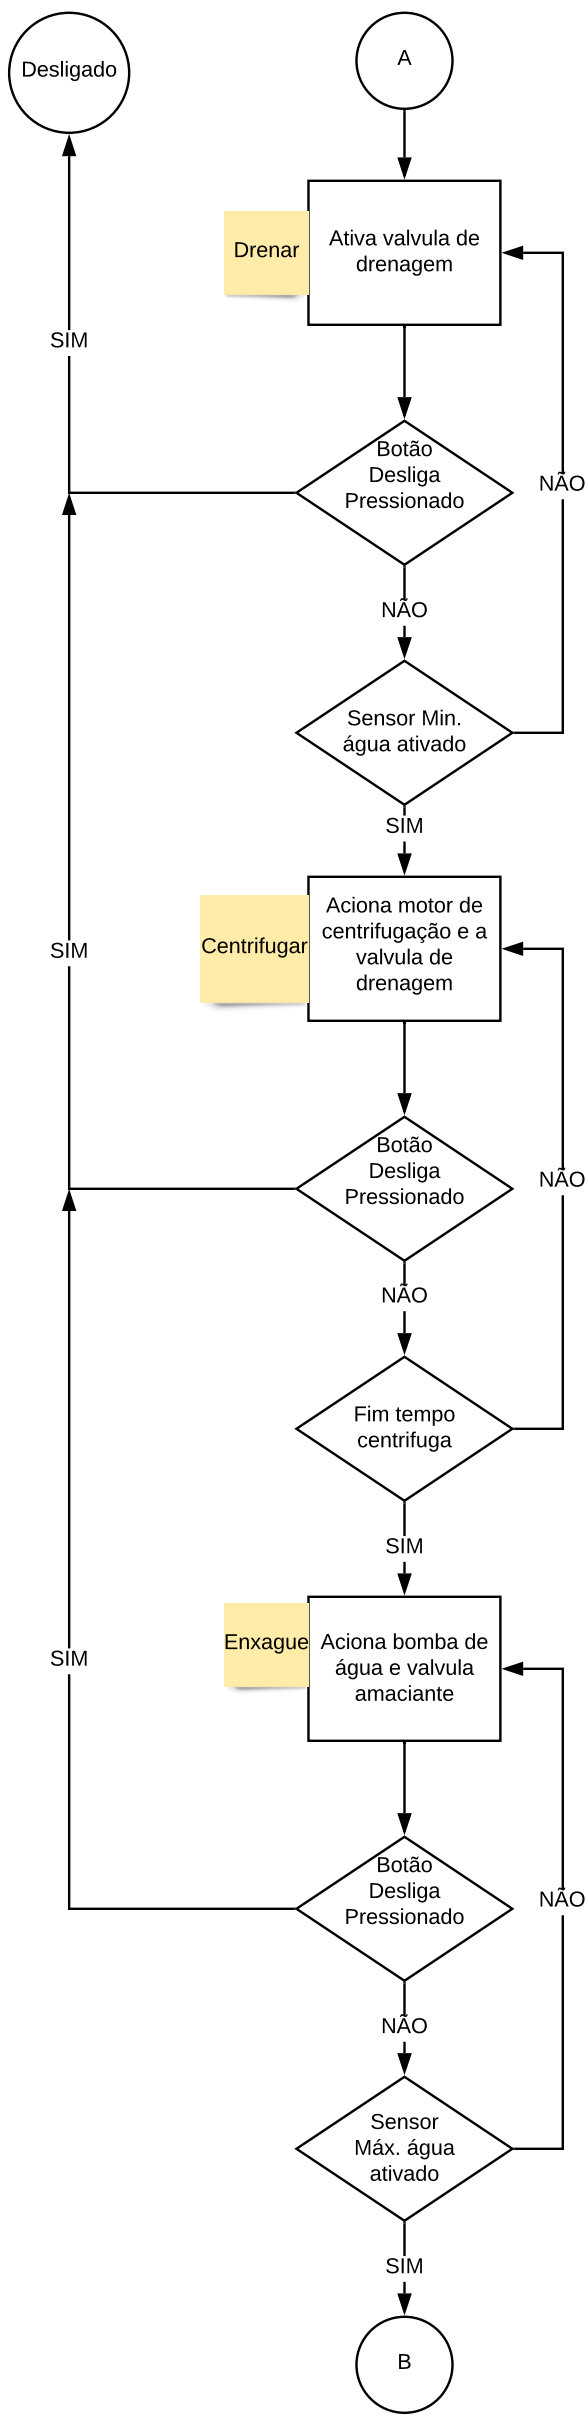 Desligado
A
Drenar
Ativa valvula de
drenagem
SIM
Botão
Desliga
Pressionado
NÃO
NÃO
Sensor Min.
água ativado
SIM
Centrifugar
Aciona motor de
centrifugação e a
valvula de
drenagem
SIM
Botão
Desliga
Pressionado
NÃO
NÃO
Fim tempo
centrifuga
SIM
Enxague
Aciona bomba de
água e valvula
amaciante
SIM
Botão
Desliga
Pressionado
NÃO
NÃO
Sensor
Máx. água
ativado
SIM
B